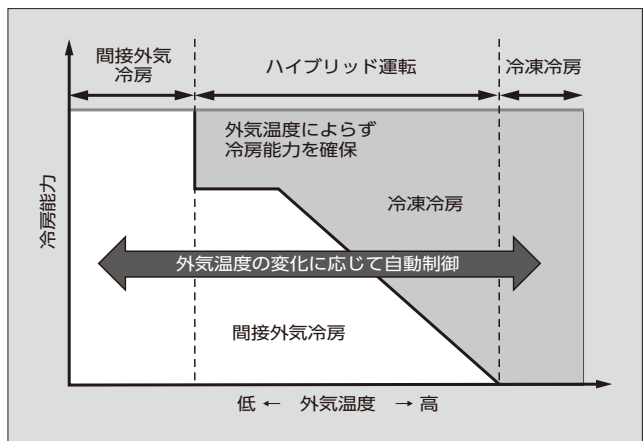 間接外気
冷房
ハイブリッド運転
冷凍冷房
外気温度によらず
冷房能力を確保
冷凍冷房
冷房能力
外気温度の変化に応じて自動制御
間接外気冷房
低 ← 外気温度 → 高